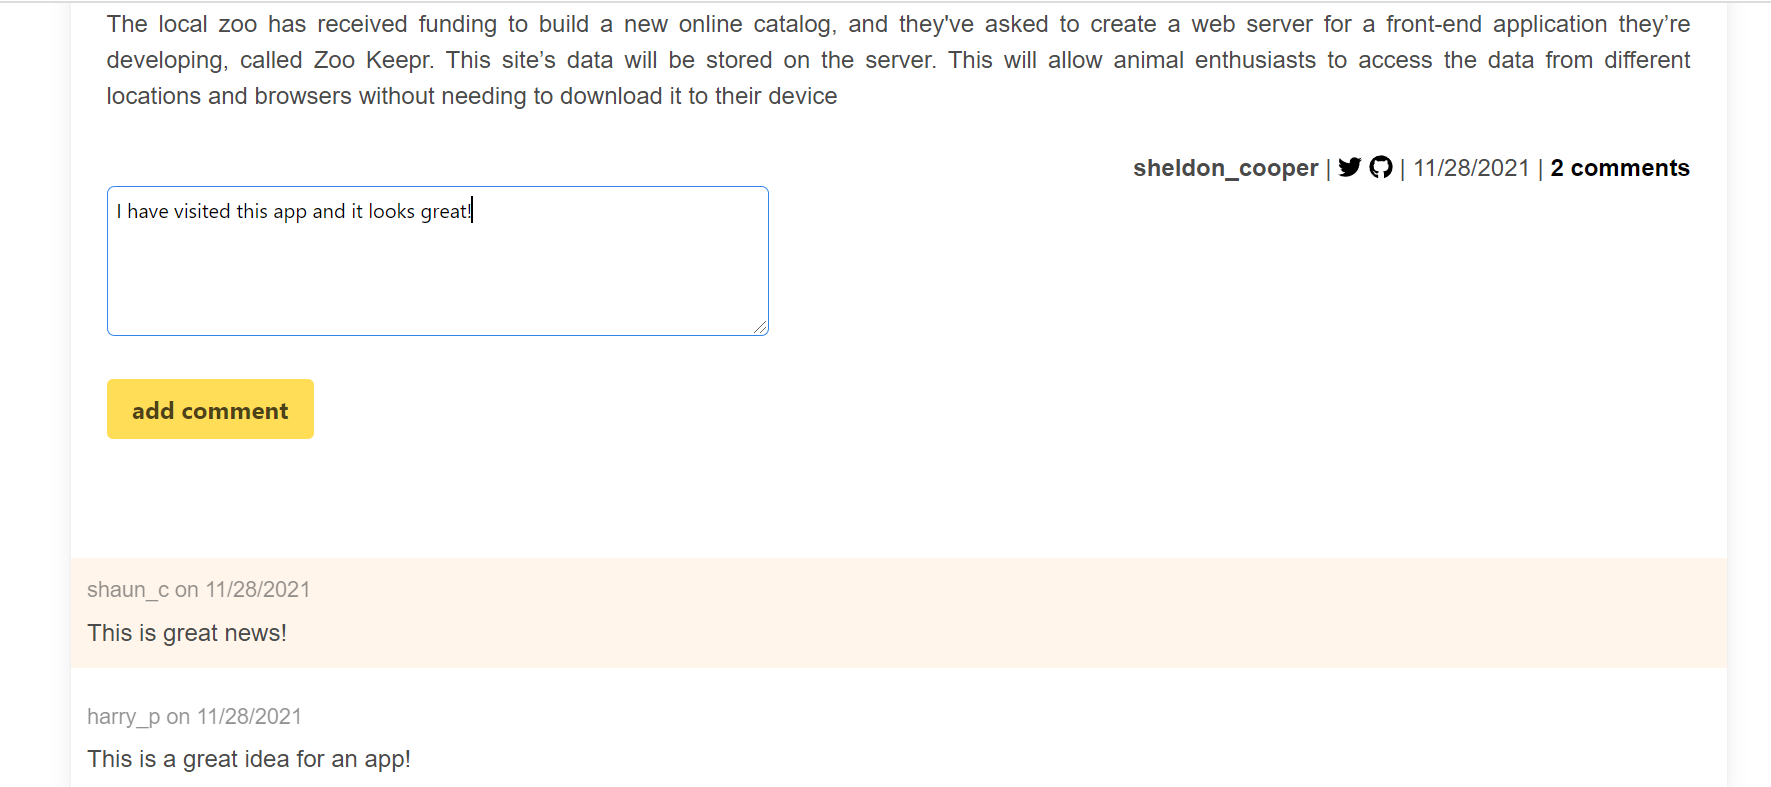 The local zoo has received funding to build a new online catalog, and they've asked to create a web server for a front-end application they’re
developing, called Zoo Keepr. This site’s data will be stored on the server. This will allow animal enthusiasts to access the data from different
locations and browsers without needing to download it to their device
sheldon_cooper | | 11/28/2021 | 2 comments
I have visited this app and it looks great!
add comment
shaun_c on 11/28/2021
This is great news!
harry_p on 11/28/2021
This is a great idea for an app!